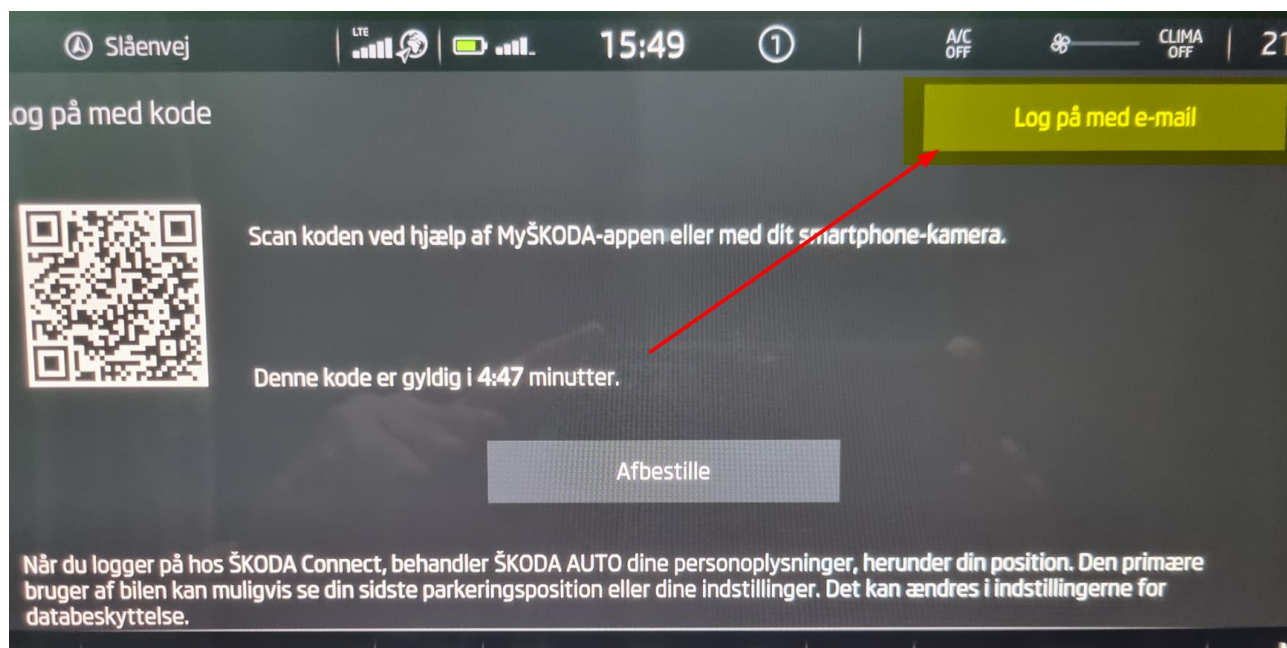 Slåenvej
LTE
15:49
1
A/C
OFF
CLIMA
OFF
21
og på med kode
Log på med e-mail
Scan koden ved hjælp af MyŠKODA-appen eller med dit smartphone-kamera.
Denne kode er gyldig i 4:47 minutter.
Afbestille
Når du logger på hos ŠKODA Connect, behandler ŠKODA AUTO dine personoplysninger, herunder din position. Den primære
bruger af bilen kan muligvis se din sidste parkeringsposition eller dine indstillinger. Det kan ændres i indstillingerne for
databeskyttelse.